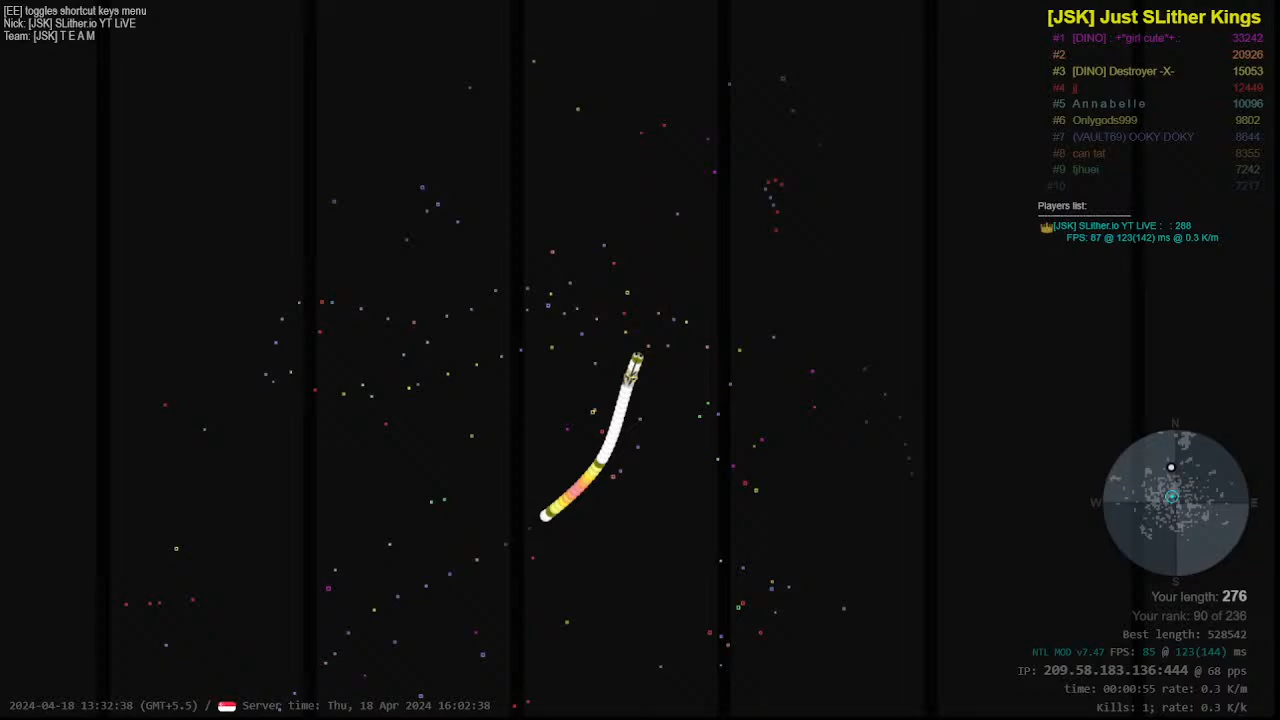 [EE] toggles shortcut keys menu
Nick: [JSK] SLither.io YT LiVE
Team: [JSK] T E A M
[JSK] Just SLither Kings
#1 [DINO] : +"girl cute"+.: 33242
#2 20926
#3 [DINO] Destroyer -X- 15053
#4 jj 12449
#5 A n n a b e l l e 10096
#6 Onlygods999 9802
#7 (VAULT69) OOKY DOKY 8644
#8 can tat 8355
#9 tjhuei 7242
#10 7217
Players list:
[JSK] SLither.io YT LiVE : : 288
FPS: 87 @ 123(142) ms @ 0.3 K/m
N
W
E
S
Your length: 276
Your rank: 90 of 236
Best length: 528542
NTL MOD v7.47 FPS: 85 @ 123(144) ms
IP: 209.58.183.136:444 @ 68 pps
time: 00:00:55 rate: 0.3 K/m
Kills: 1; rate: 0.3 K/k
2024-04-18 13:32:38 (GMT+5.5) / Server time: Thu, 18 Apr 2024 16:02:38